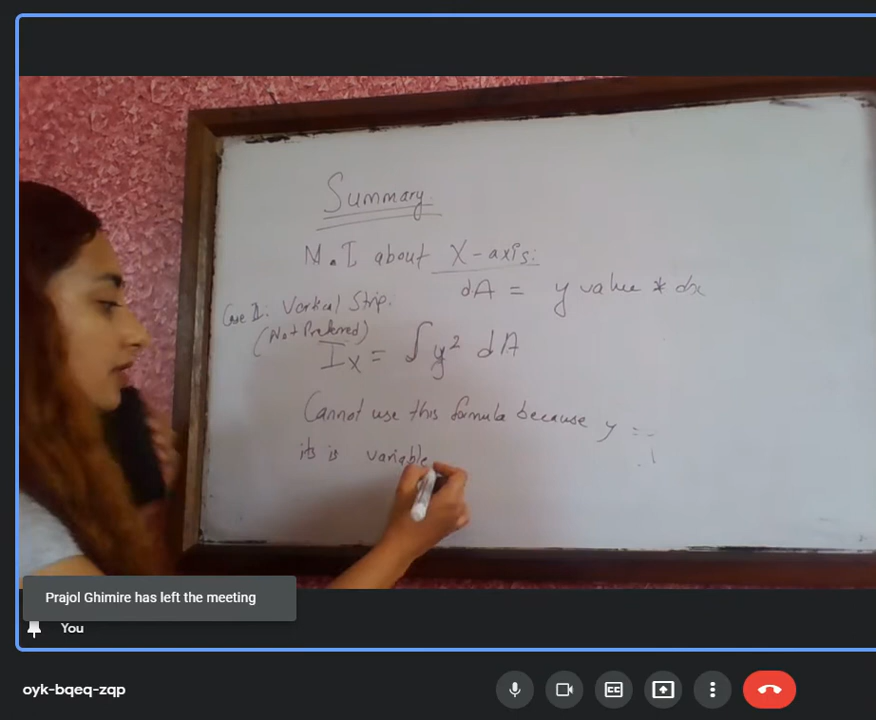 Summary
M.I about X-axis:
dA = y value * dx
Case II: Vertical Strip.
(Not Preferred)
Ix = ∫ y² dA
Cannot use this formula because y =
its is variable
Prajol Ghimire has left the meeting
You
oyk-bqeq-zqp
CC